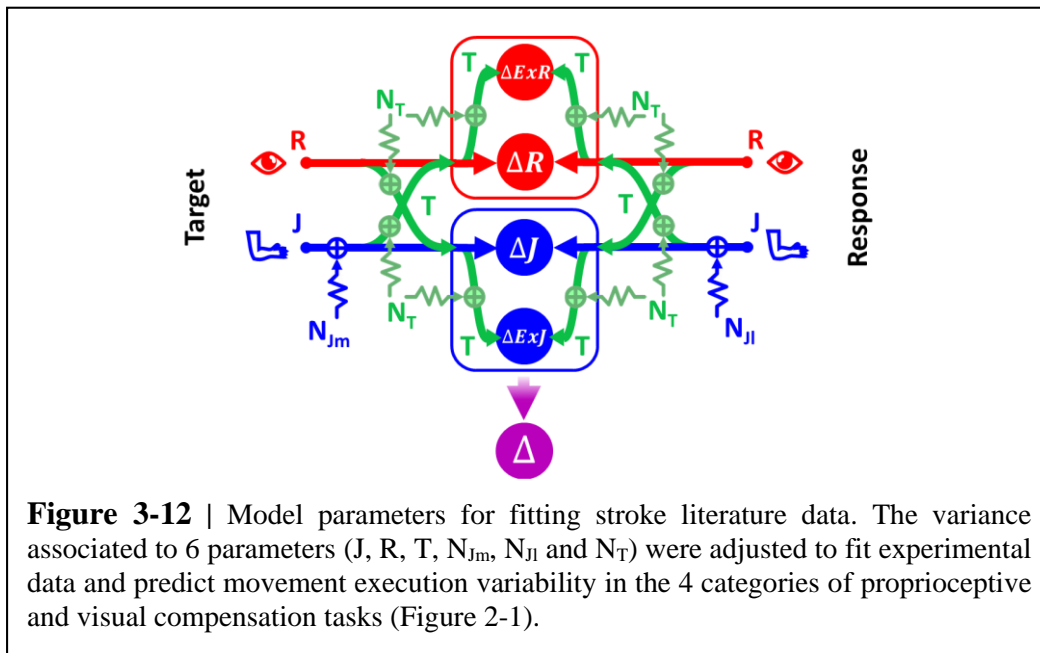 T ΔExR T
N_T N_T
R ΔR R
Target T T Response
J ΔJ J
N_Jm N_T T ΔExJ T N_T N_Jl
Δ
Figure 3-12 | Model parameters for fitting stroke literature data. The variance
associated to 6 parameters (J, R, T, N_Jm, N_Jl and N_T) were adjusted to fit experimental
data and predict movement execution variability in the 4 categories of proprioceptive
and visual compensation tasks (Figure 2-1).